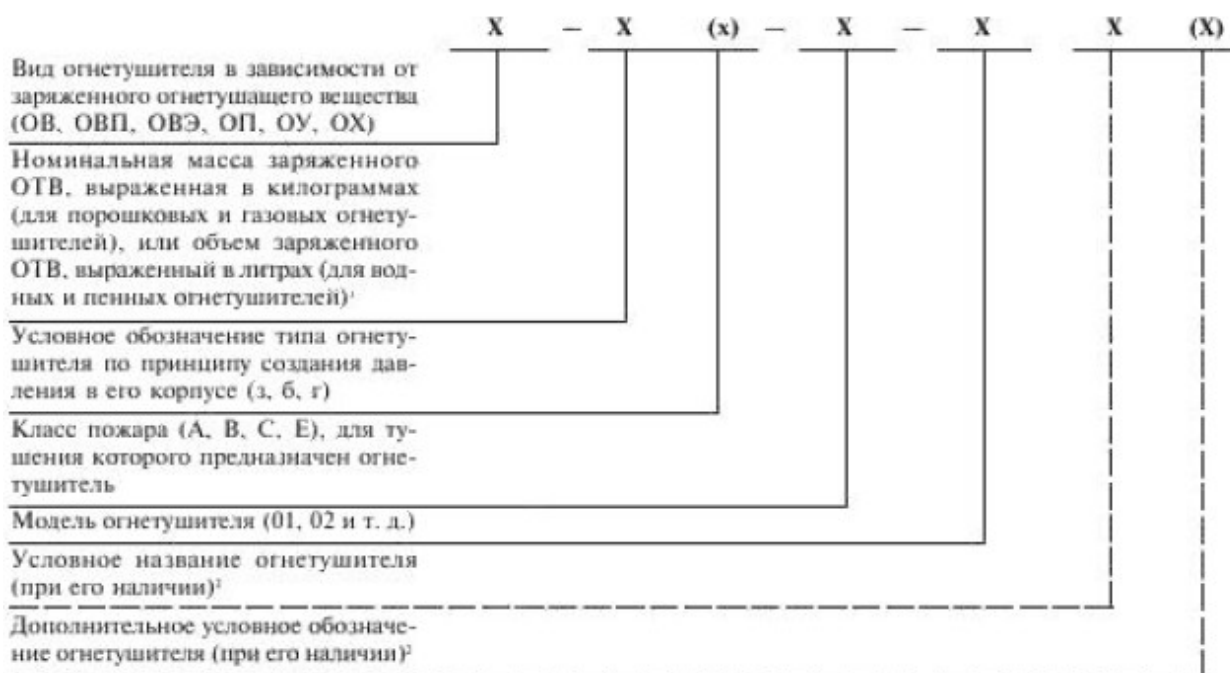 X — X (x) — X — X X (X)
Вид огнетушителя в зависимости от
заряженного огнетушащего вещества
(ОВ, ОВП, ОВЭ, ОП, ОУ, ОХ)
Номинальная масса заряженного
ОТВ, выраженная в килограммах
(для порошковых и газовых огнету-
шителей), или объем заряженного
ОТВ, выраженный в литрах (для вод-
ных и пенных огнетушителей)¹
Условное обозначение типа огнету-
шителя по принципу создания дав-
ления в его корпусе (з, б, г)
Класс пожара (А, В, С, Е), для ту-
шения которого предназначен огне-
тушитель
Модель огнетушителя (01, 02 и т. д.)
Условное название огнетушителя
(при его наличии)²
Дополнительное условное обозначе-
ние огнетушителя (при его наличии)²